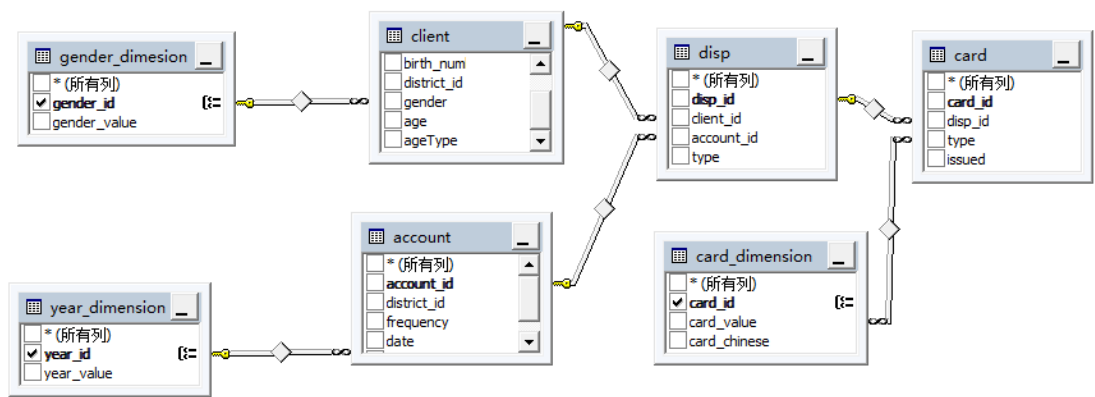 gender_dimesion
* (所有列)
gender_id
gender_value
client
birth_num
district_id
gender
age
ageType
disp
* (所有列)
disp_id
client_id
account_id
type
card
* (所有列)
card_id
disp_id
type
issued
account
* (所有列)
account_id
district_id
frequency
date
year_dimension
* (所有列)
year_id
year_value
card_dimension
* (所有列)
card_id
card_value
card_chinese